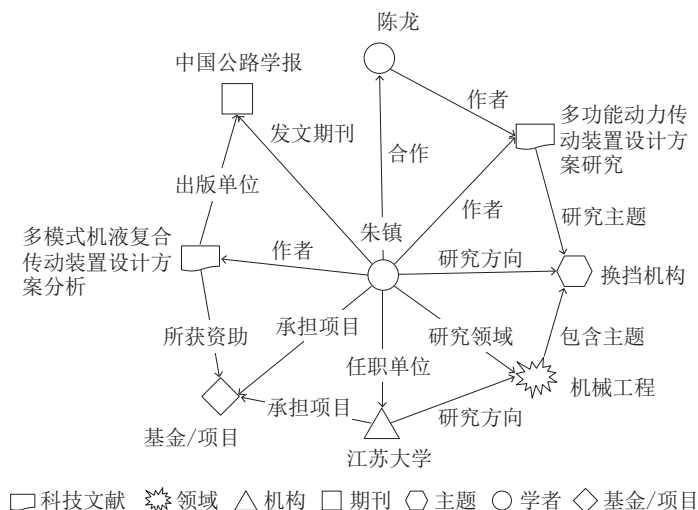 陈龙
中国公路学报
作者
多功能动力传
动装置设计方
案研究
发文期刊
合作
出版单位
作者
研究主题
朱镇
多模式机液复合
传动装置设计方
案分析
作者
研究方向
换挡机构
所获资助
承担项目
研究领域
包含主题
任职单位
机械工程
承担项目
研究方向
基金/项目
江苏大学
科技文献 领域 机构 期刊 主题 学者 基金/项目